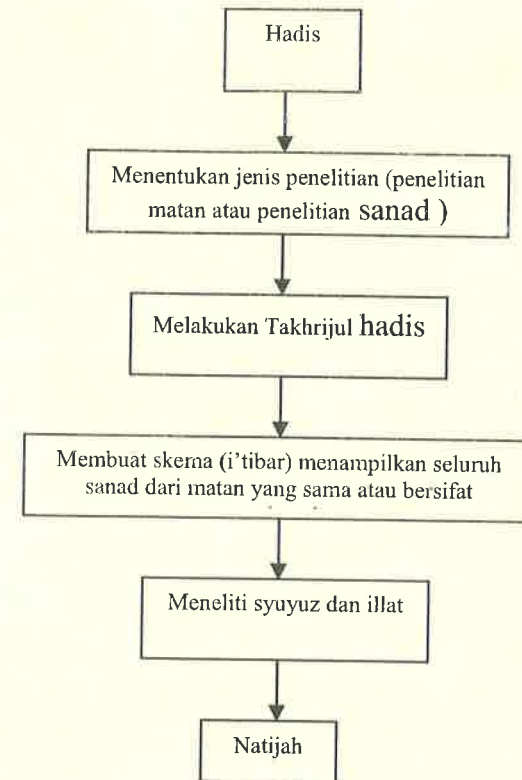 Hadis
Menentukan jenis penelitian (penelitian
matan atau penelitian sanad )
Melakukan Takhrijul hadis
Membuat skema (i'tibar) menampilkan seluruh
sanad dari matan yang sama atau bersifat
Meneliti syuyuz dan illat
Natijah